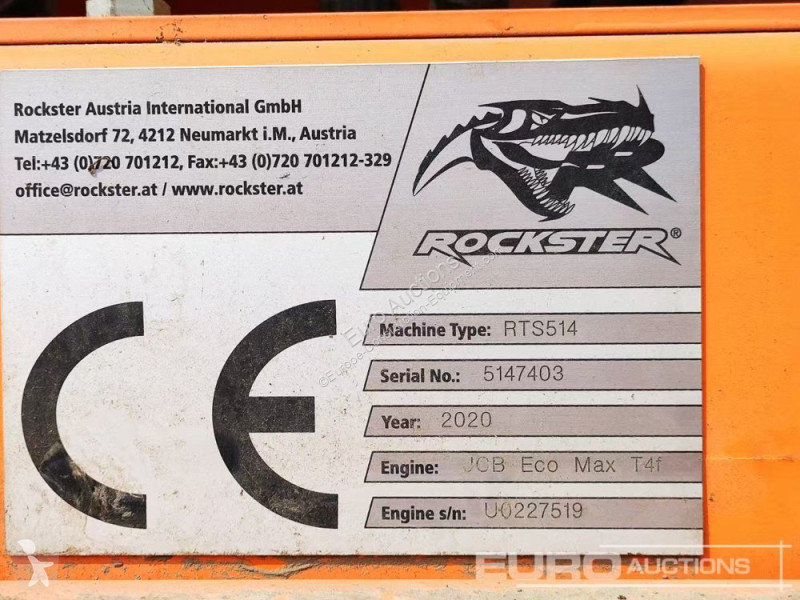 Rockster Austria International GmbH
Matzelsdorf 72, 4212 Neumarkt i.M., Austria
Tel:+43 (0)720 701212, Fax:+43 (0)720 701212-329
office@rockster.at / www.rockster.at
ROCKSTER®
CE
Machine Type: RTS514
Serial No.: 5147403
Year: 2020
Engine: JCB Eco Max T4f
Engine s/n: U0227519
Euro Auctions
EURO AUCTIONS